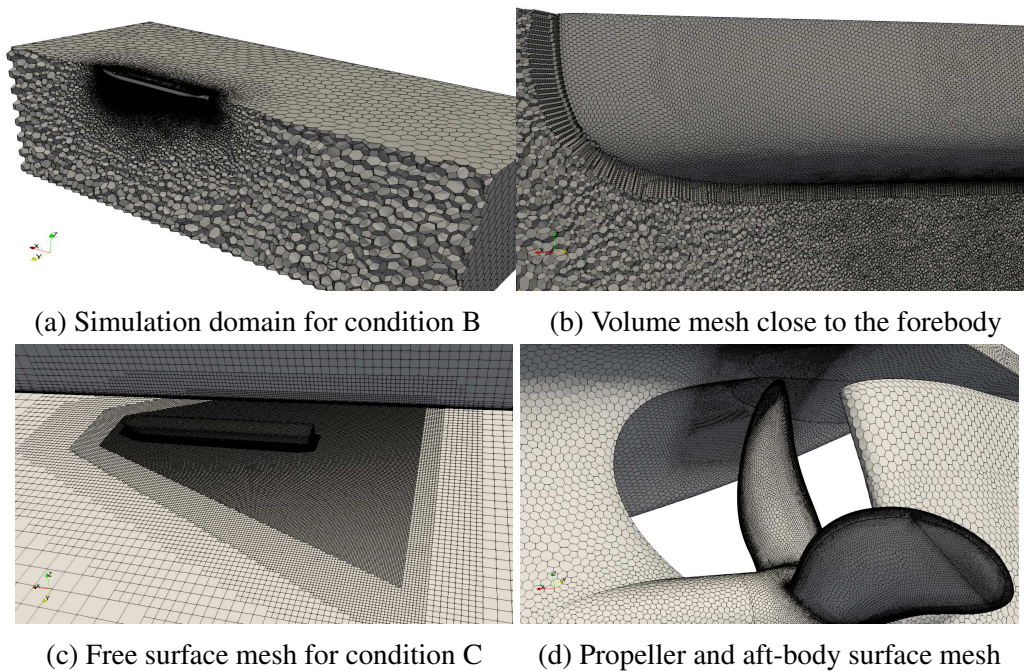 (a) Simulation domain for condition B
(b) Volume mesh close to the forebody
(c) Free surface mesh for condition C
(d) Propeller and aft-body surface mesh